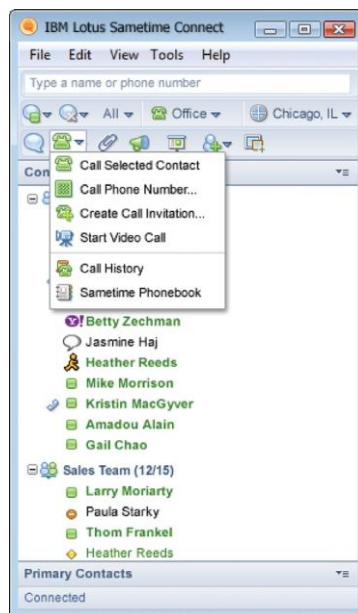 IBM Lotus Sametime Connect
File Edit View Tools Help
Type a name or phone number
All Office Chicago, IL
Con
Call Selected Contact
Call Phone Number...
Create Call Invitation...
Start Video Call
Call History
Sametime Phonebook
Betty Zechman
Jasmine Haj
Heather Reeds
Mike Morrison
Kristin MacGyver
Amadou Alain
Gail Chao
Sales Team (12/15)
Larry Moriarty
Paula Starky
Thom Frankel
Heather Reeds
Primary Contacts
Connected